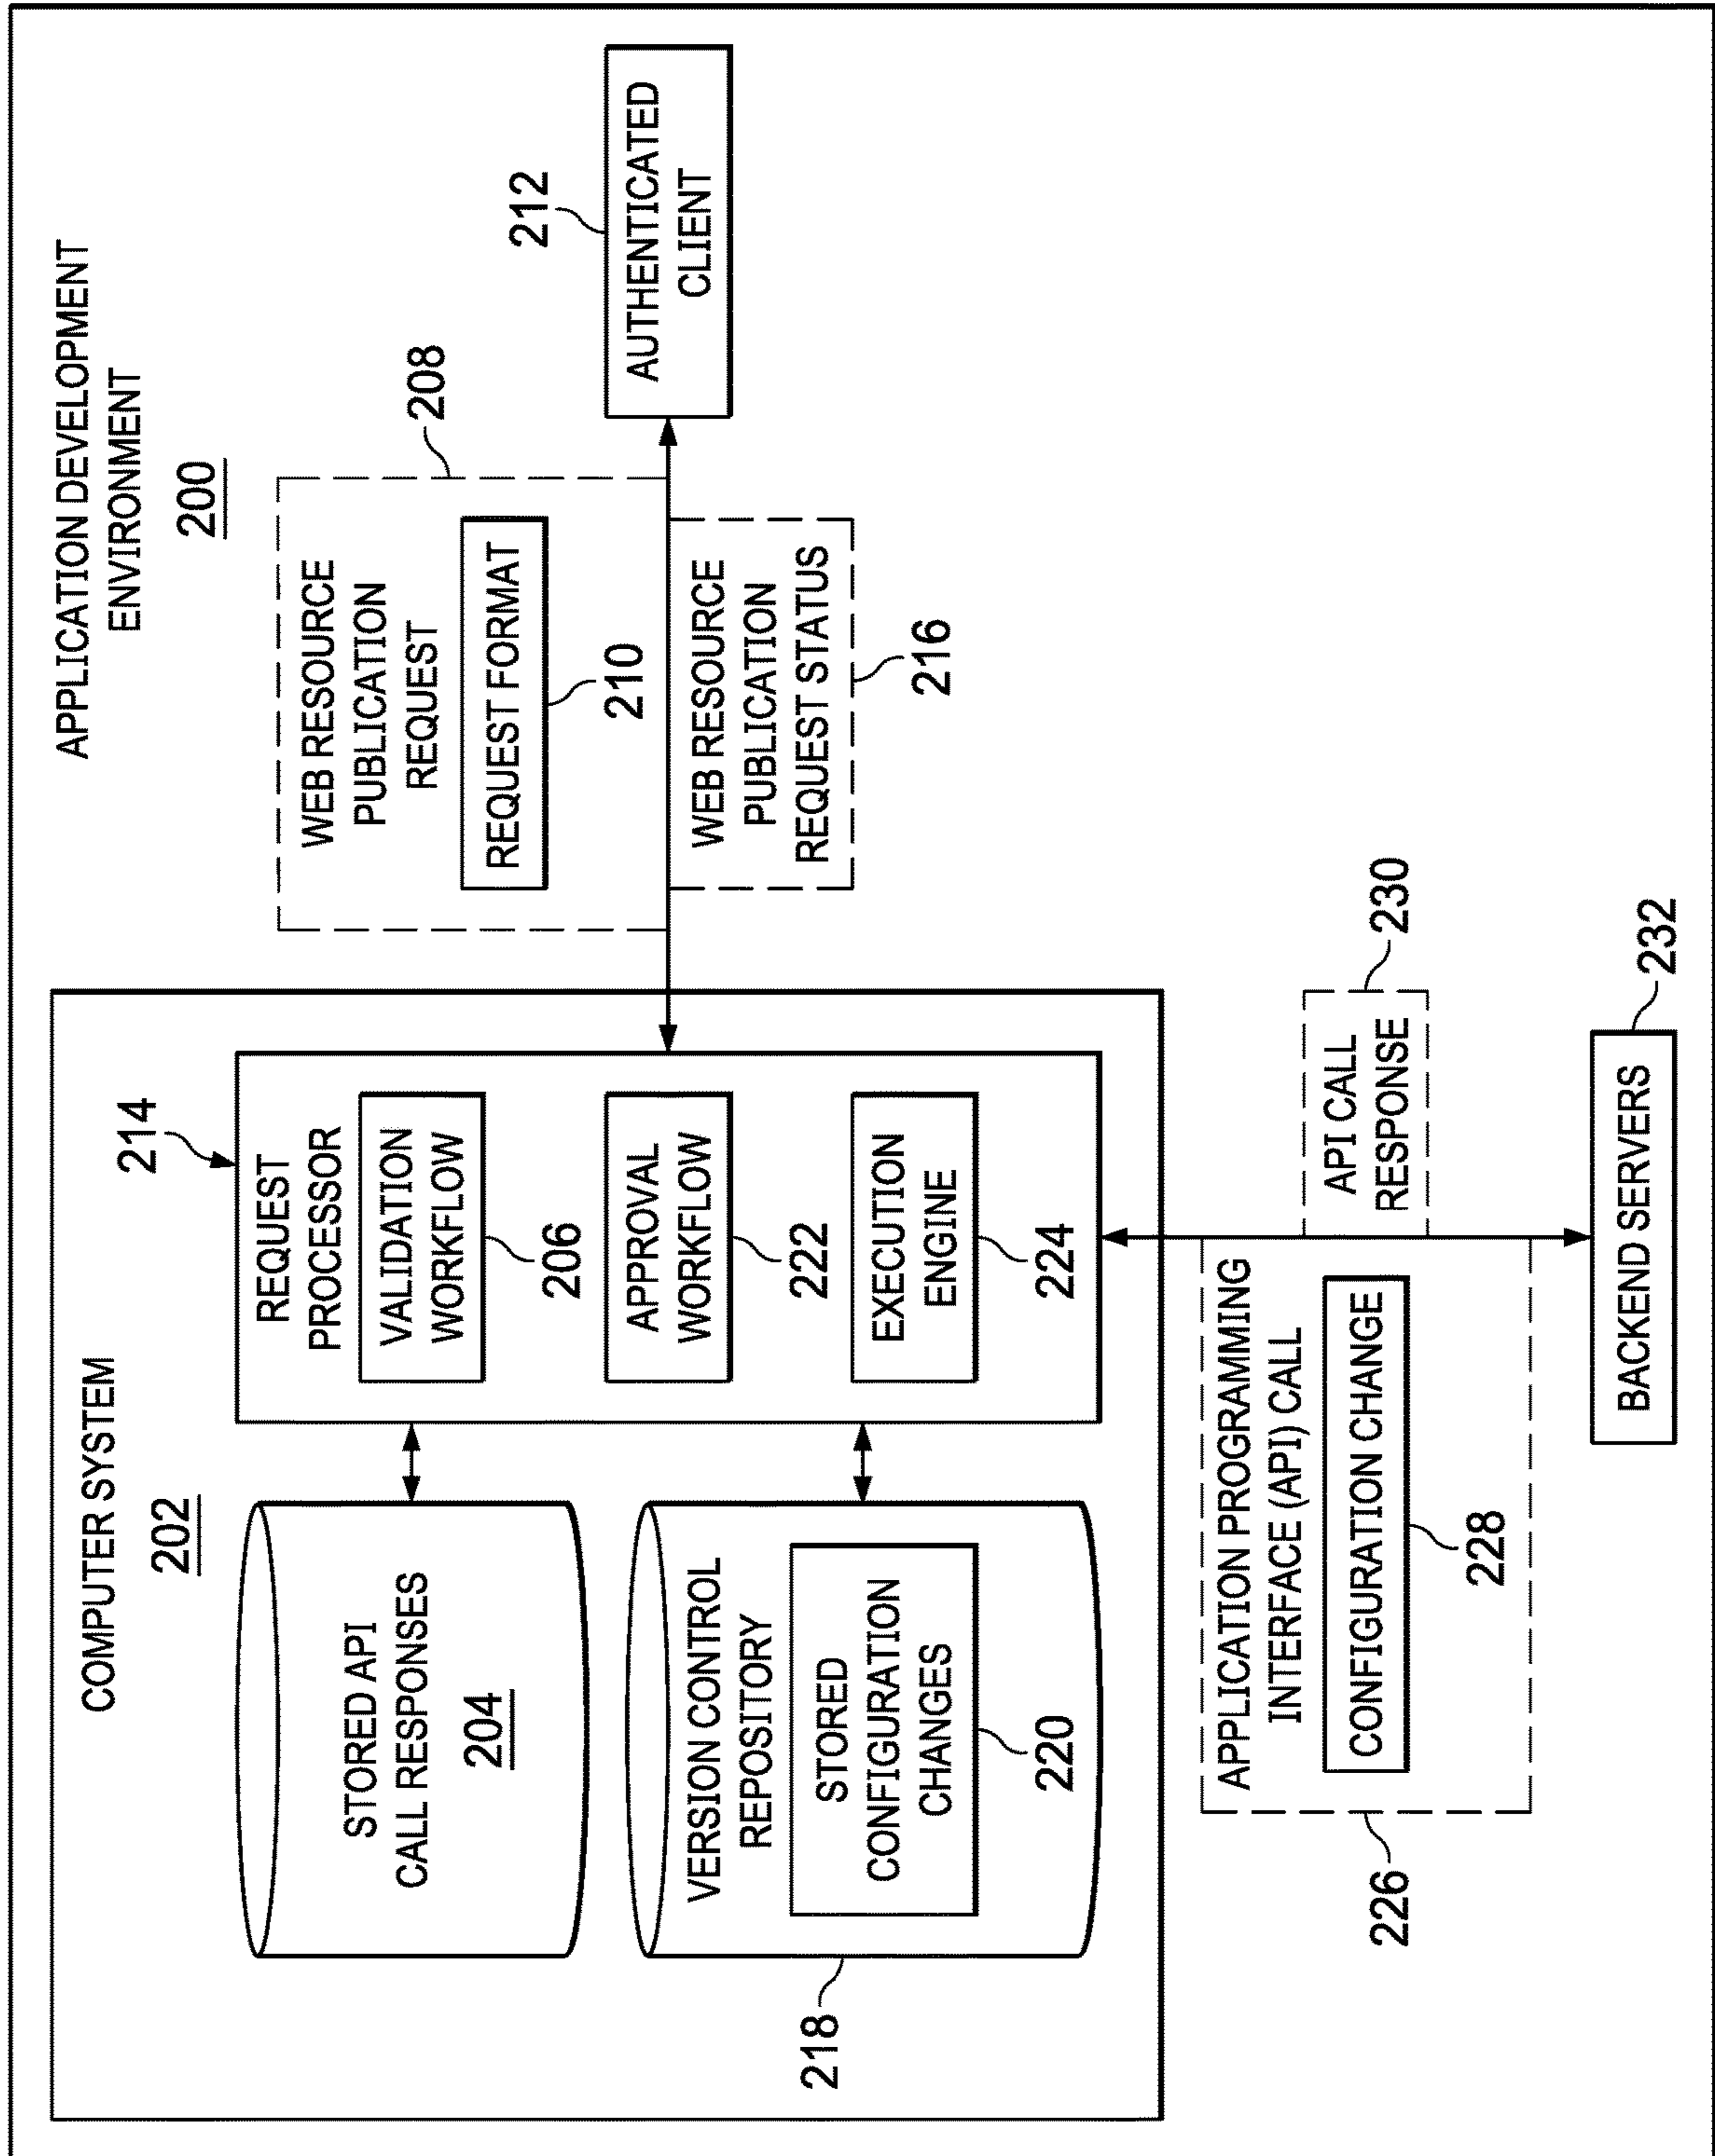 APPLICATION DEVELOPMENT
ENVIRONMENT
200
COMPUTER SYSTEM
202
STORED API
CALL RESPONSES
204
VERSION CONTROL
REPOSITORY
STORED
CONFIGURATION
CHANGES
220
218
214
REQUEST
PROCESSOR
VALIDATION
WORKFLOW
206
APPROVAL
WORKFLOW
222
EXECUTION
ENGINE
224
208
WEB RESOURCE
PUBLICATION
REQUEST
REQUEST FORMAT
210
WEB RESOURCE
PUBLICATION
REQUEST STATUS
216
212
AUTHENTICATED
CLIENT
226
APPLICATION PROGRAMMING
INTERFACE (API) CALL
CONFIGURATION CHANGE
228
API CALL
RESPONSE
230
BACKEND SERVERS
232